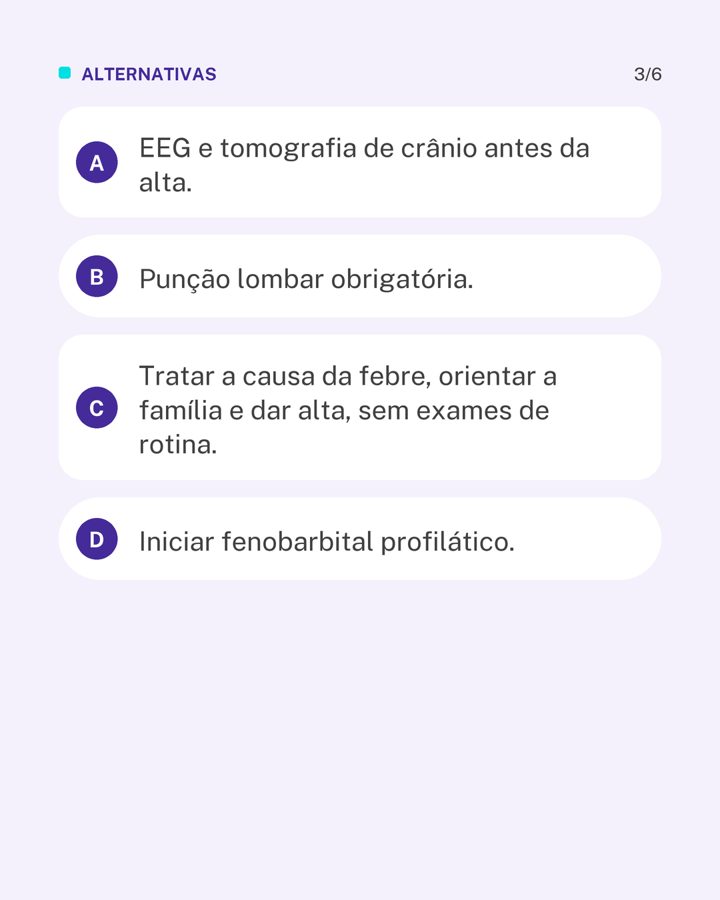 ALTERNATIVAS 3/6
A EEG e tomografia de crânio antes da
alta.
B Punção lombar obrigatória.
Tratar a causa da febre, orientar a
C família e dar alta, sem exames de
rotina.
D Iniciar fenobarbital profilático.